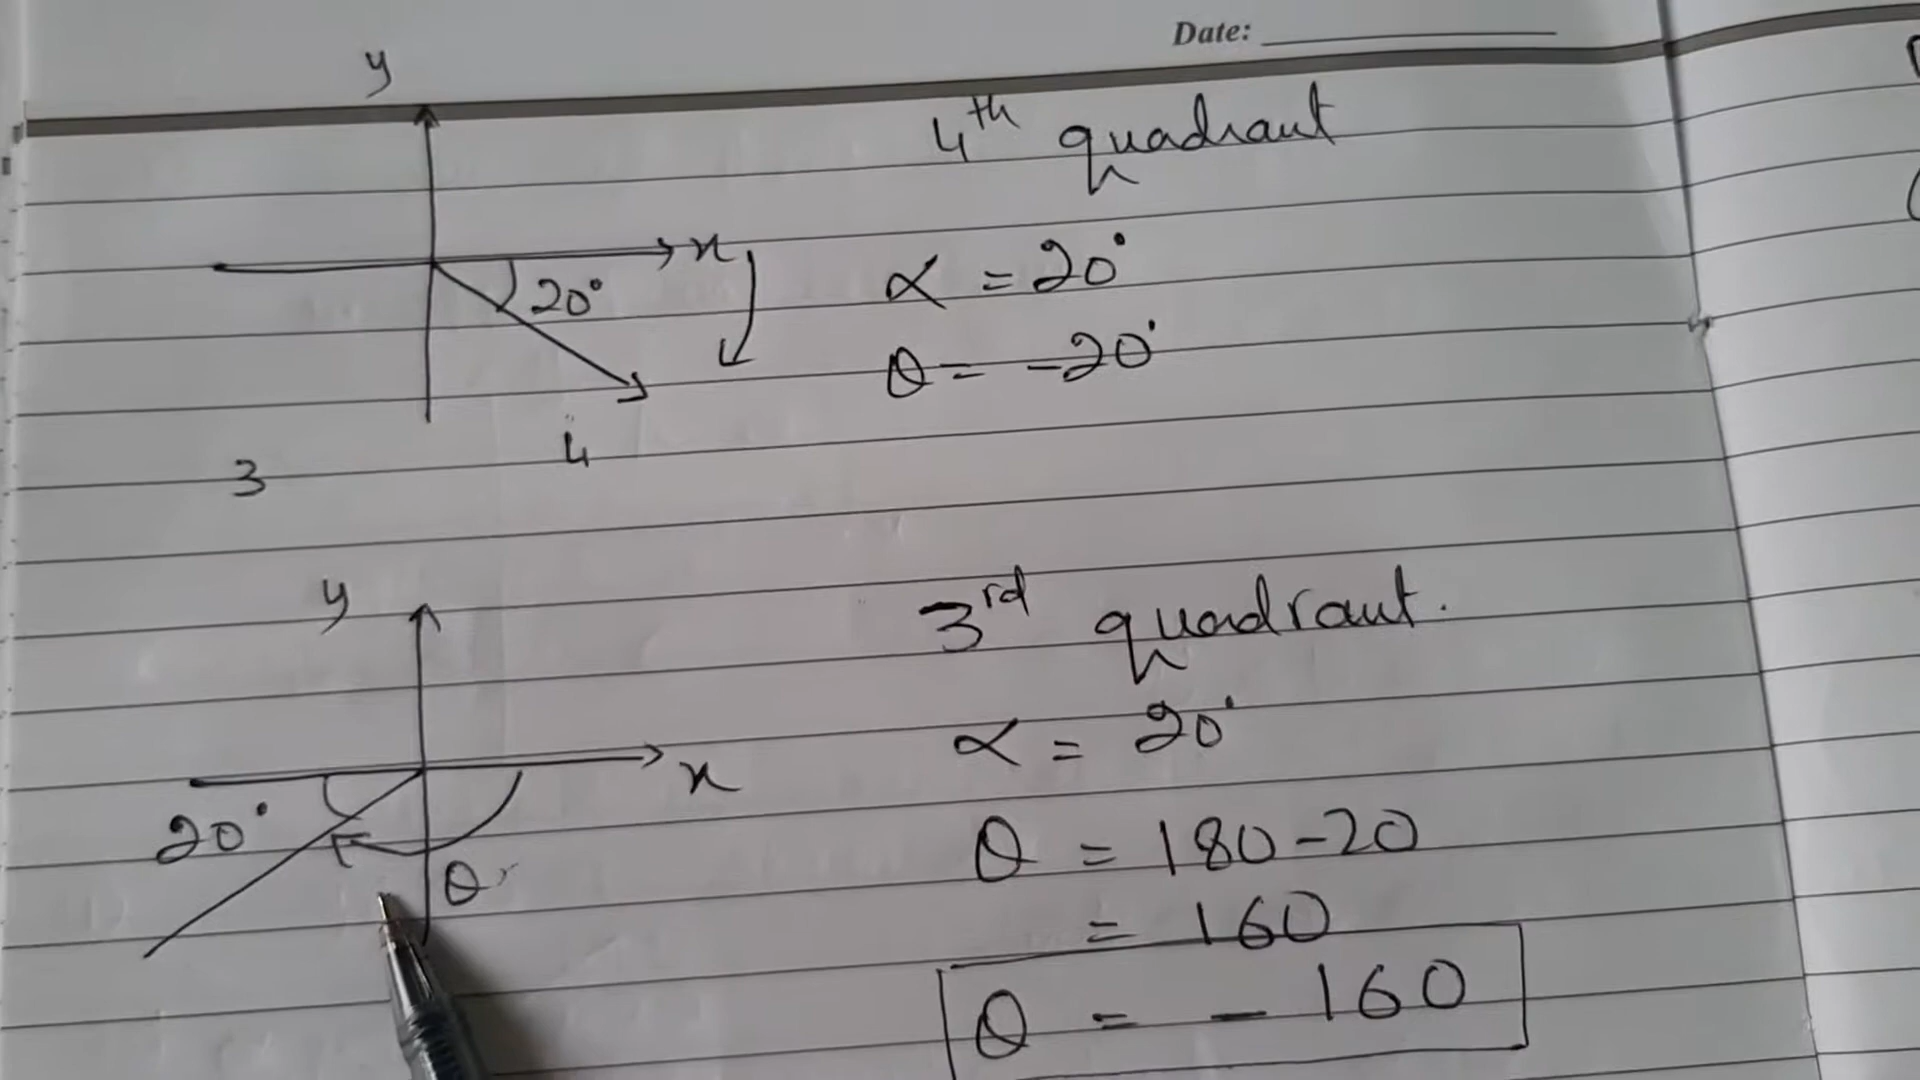 Date:
y
4th quadrant
x
20°
α = 20°
θ = -20°
4
3
y
3rd quadrant.
x
α = 20°
20°
θ = 180-20
θ
= 160
θ = - 160